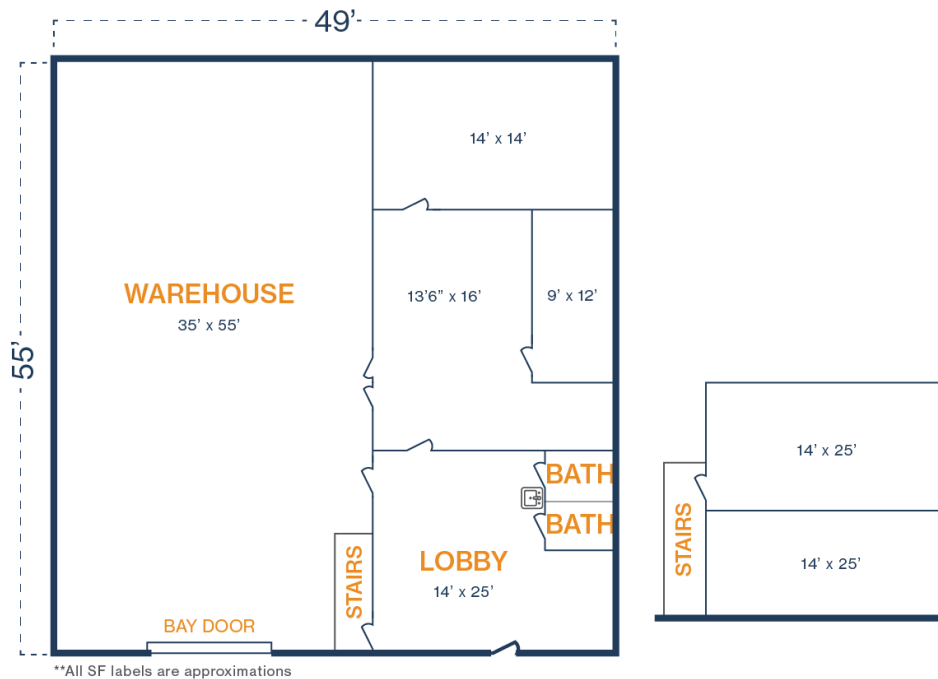 49’
14’ x 14’
WAREHOUSE
35’ x 55’
13’6” x 16’
9’ x 12’
55’
BATH
BATH
LOBBY
14’ x 25’
STAIRS
BAY DOOR
**All SF labels are approximations
14’ x 25’
STAIRS
14’ x 25’